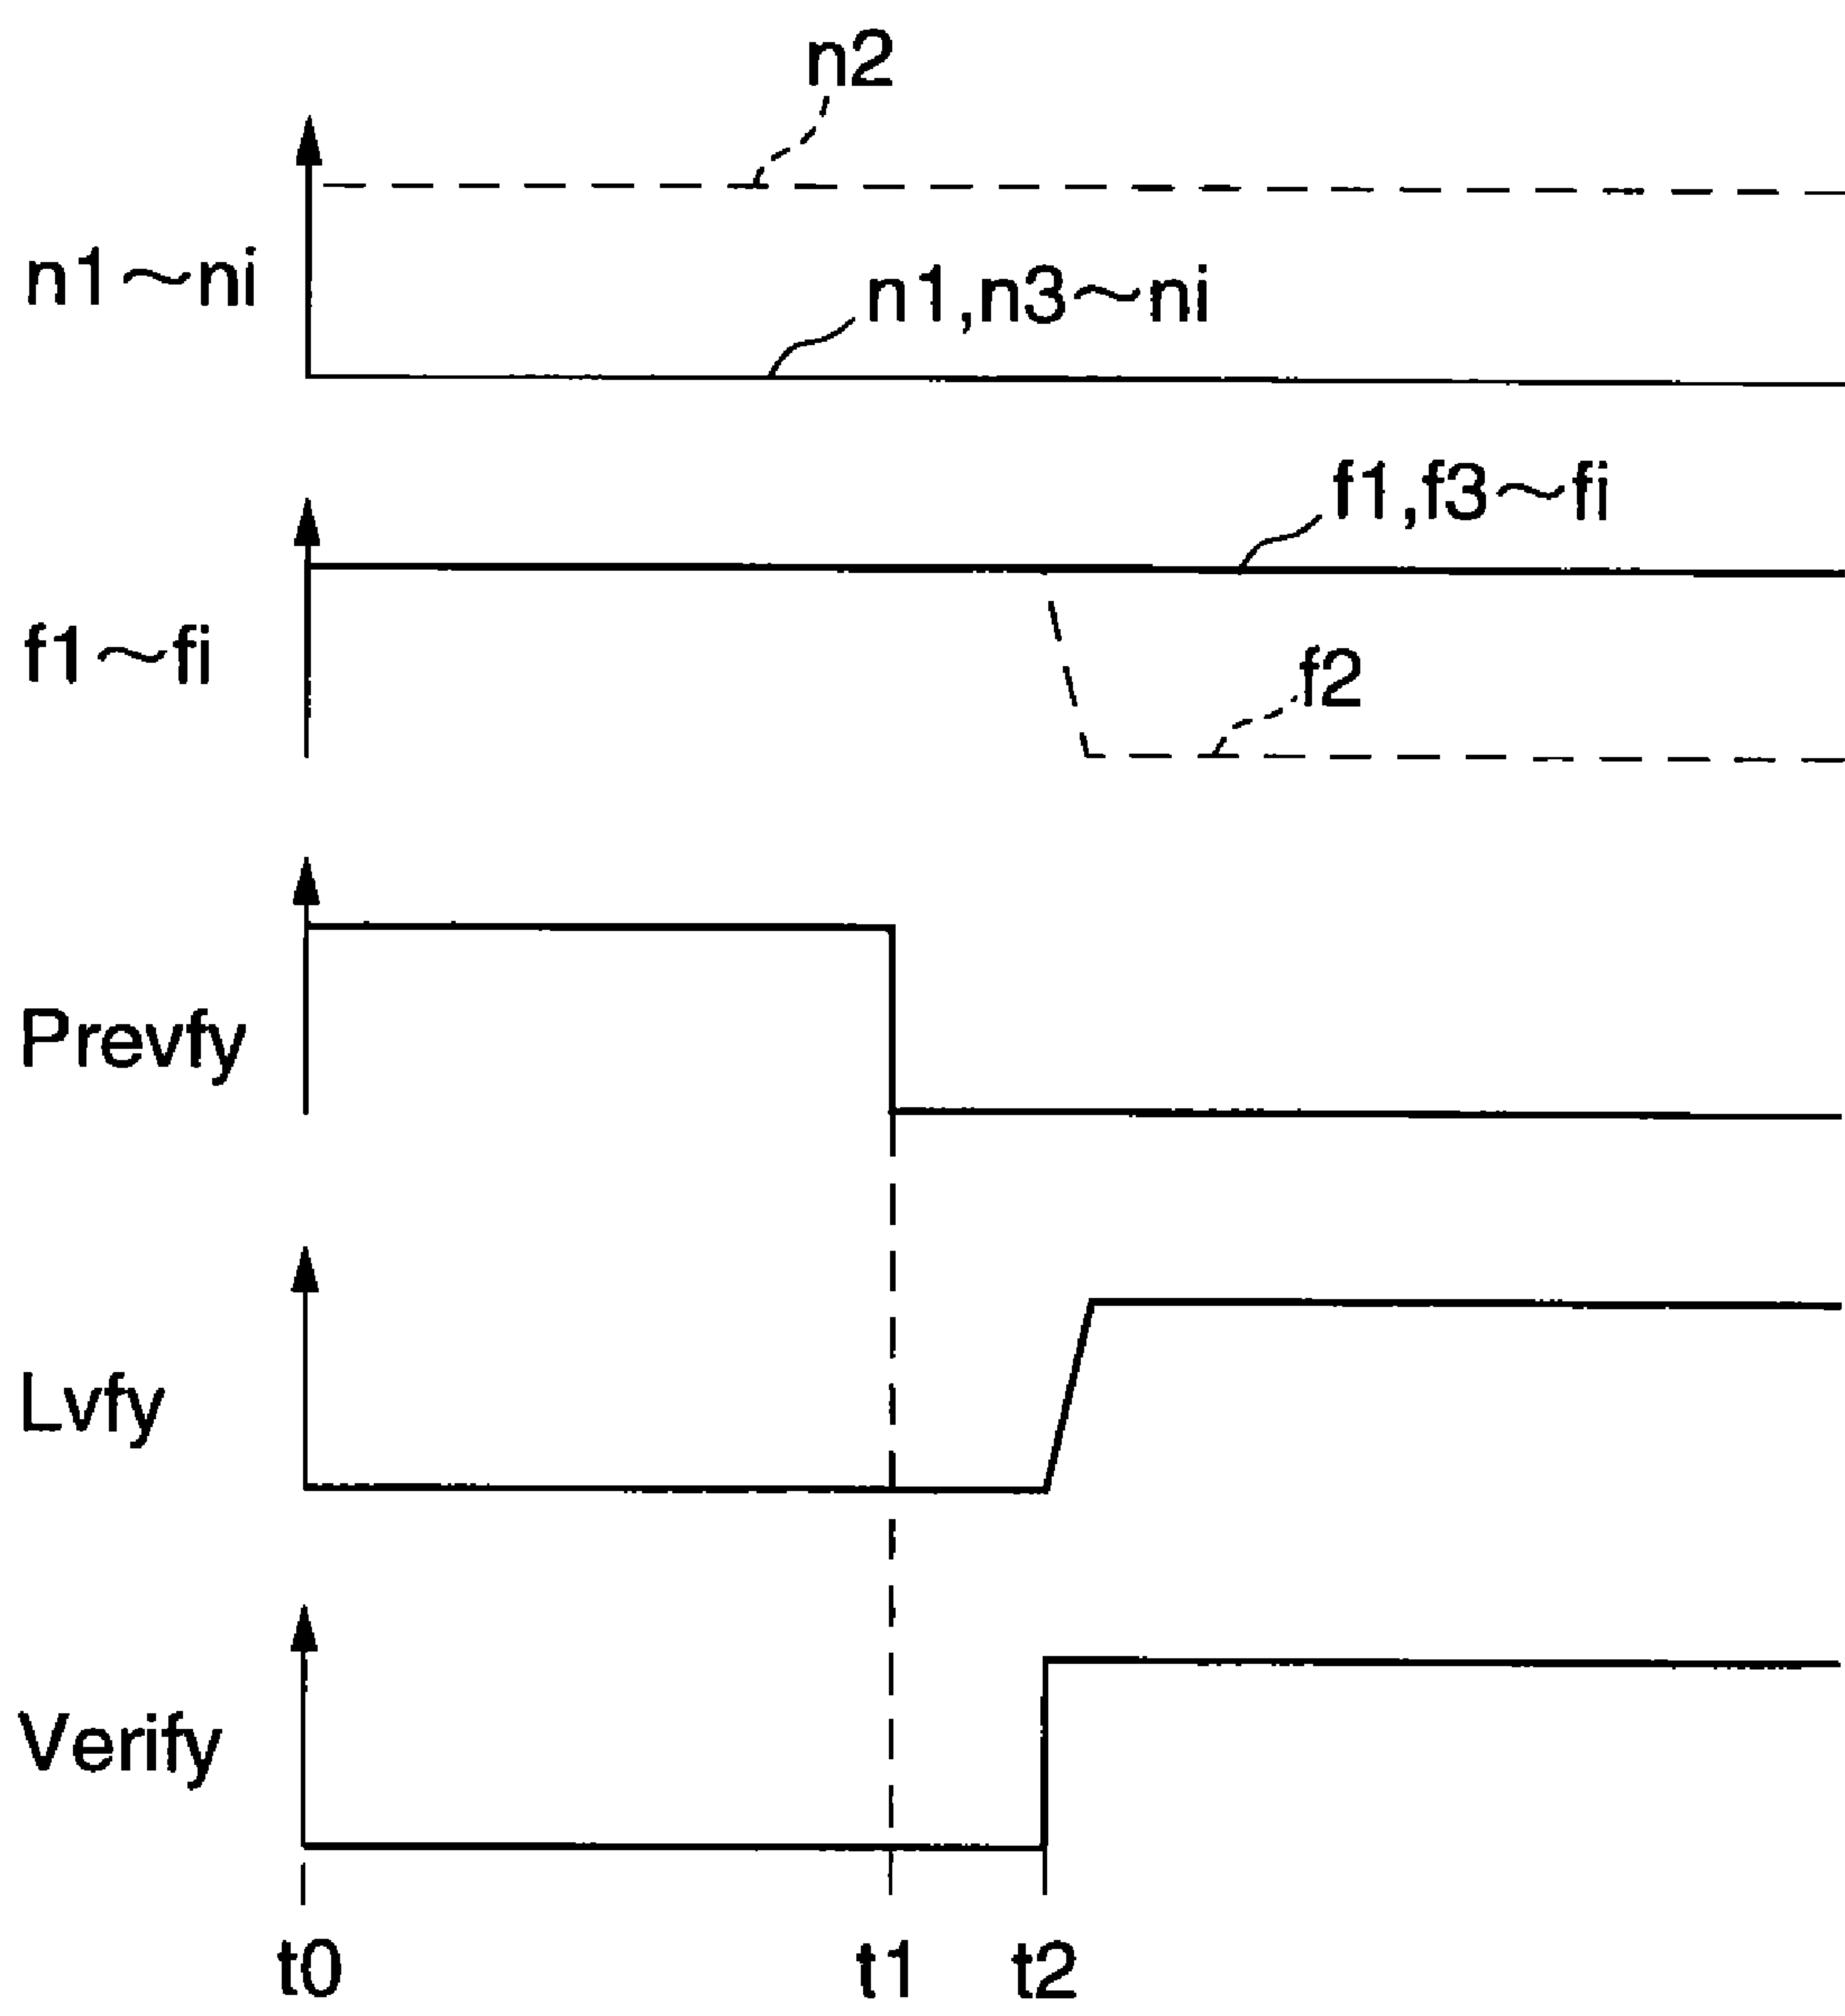 n2
n1～ni
n1,n3～ni
f1,f3～fi
f1～fi
f2
Prevfy
Lvfy
Verify
t0 t1 t2